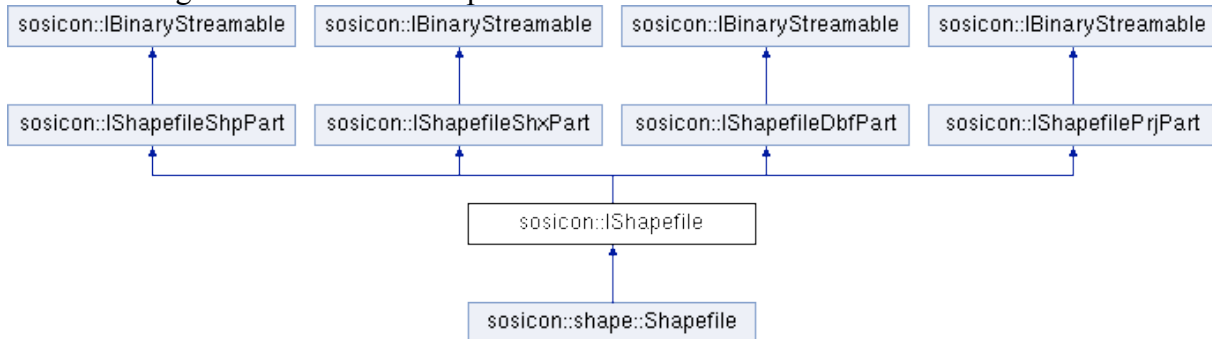 sosicon::IBinaryStreamable sosicon::IBinaryStreamable sosicon::IBinaryStreamable sosicon::IBinaryStreamable
sosicon::IShapefileShpPart sosicon::IShapefileShxPart sosicon::IShapefileDbfPart sosicon::IShapefilePrjPart
sosicon::IShapefile
sosicon::shape::Shapefile